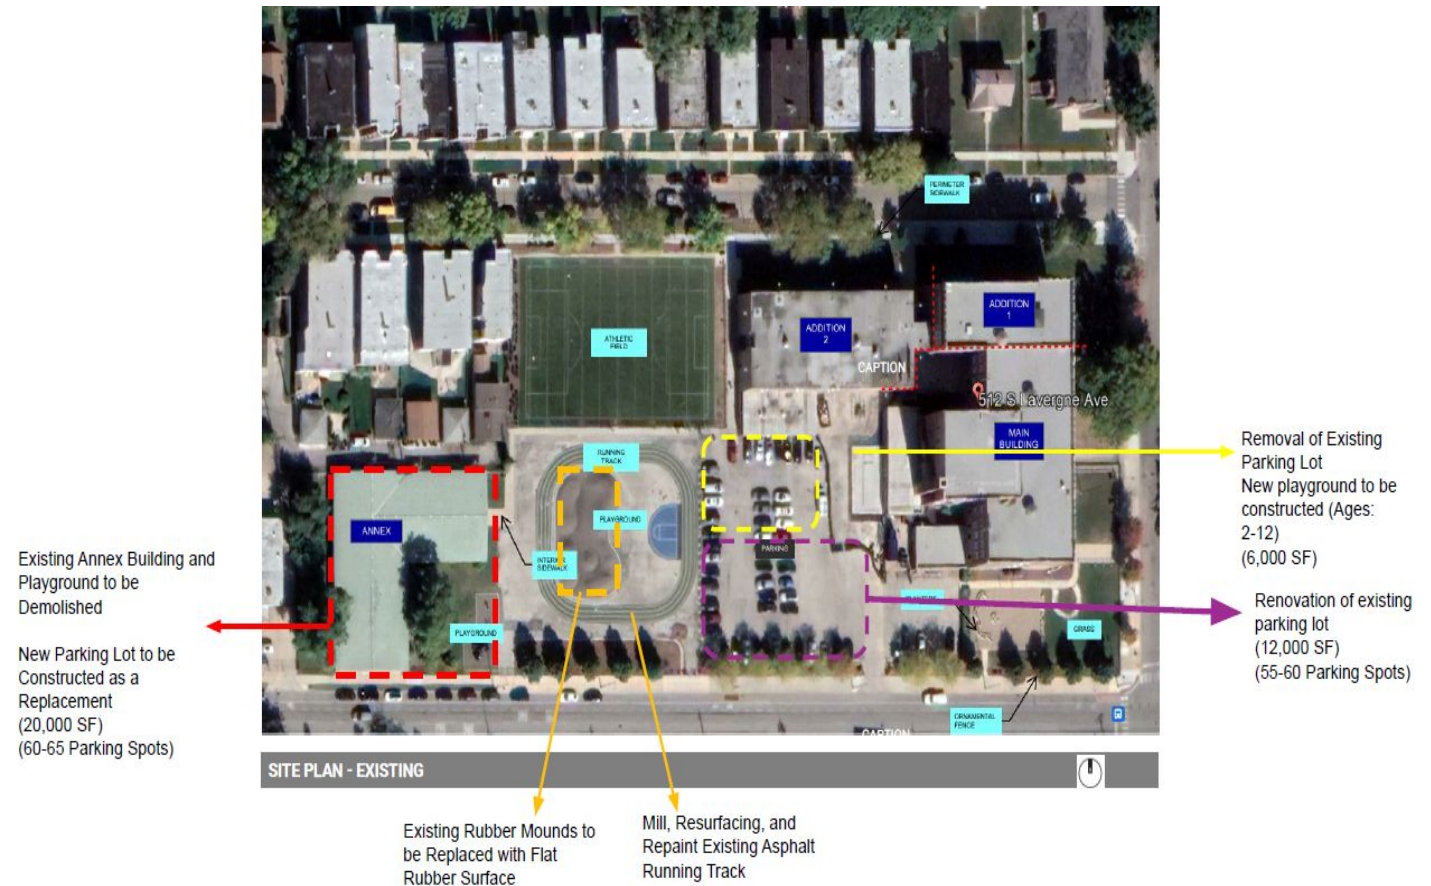 PERIMETER
SIDEWALK
ADDITION
1
ADDITION
2
ATHLETIC
FIELD
CAPTION
512 S Lavergne Ave
MAIN
BUILDING
RUNNING
TRACK
PLAYGROUND
ANNEX
INTERIOR
SIDEWALK
PARKING
PLAYGROUND
GRASS
ORNAMENTAL
FENCE
CAPTION
Removal of Existing
Parking Lot
New playground to be
constructed (Ages:
2-12)
(6,000 SF)
Renovation of existing
parking lot
(12,000 SF)
(55-60 Parking Spots)
Existing Annex Building and
Playground to be
Demolished
New Parking Lot to be
Constructed as a
Replacement
(20,000 SF)
(60-65 Parking Spots)
SITE PLAN - EXISTING
Existing Rubber Mounds to
be Replaced with Flat
Rubber Surface
Mill, Resurfacing, and
Repaint Existing Asphalt
Running Track